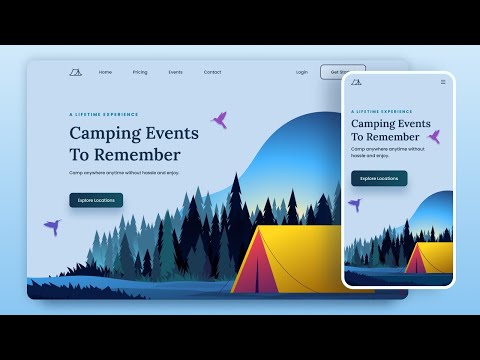 Home Pricing Events Contact Login Get
A LIFETIME EXPERIENCE
Camping Events
To Remember
Camp anywhere anytime without hassle and enjoy.
Explore Locations
A LIFETIME EXPERIENCE
Camping Events
To Remember
Camp anywhere anytime without
hassle and enjoy.
Explore Locations